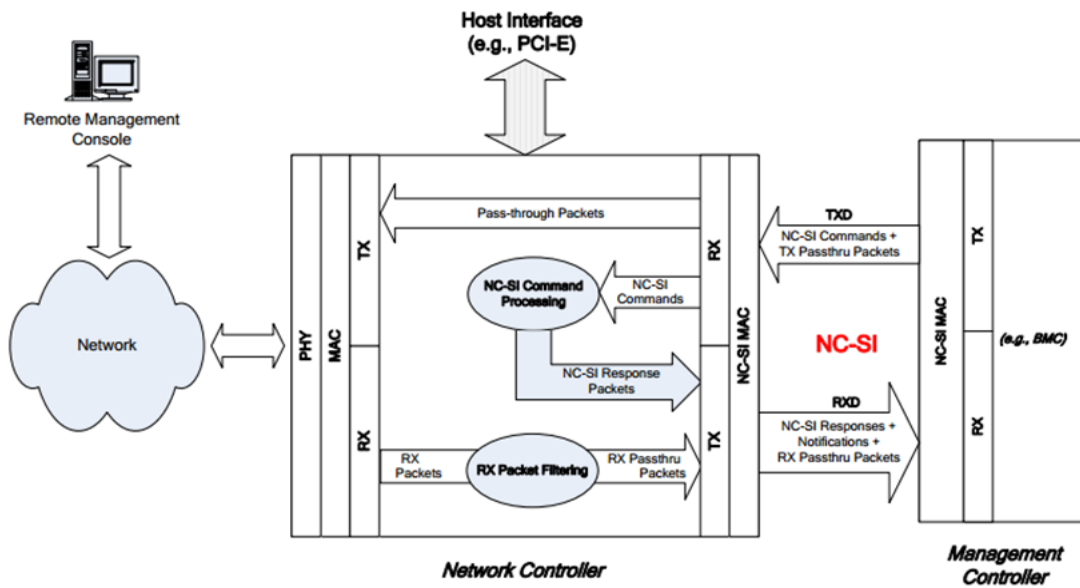 Host Interface
(e.g., PCI-E)
Remote Management
Console
Network
PHY
MAC
TX
RX
Pass-through Packets
NC-SI Command
Processing
NC-SI
Commands
NC-SI Response
Packets
RX
Packets
RX Packet Filtering
RX Passthru
Packets
RX
TX
NC-SI MAC
TXD
NC-SI Commands +
TX Passthru Packets
NC-SI
RXD
NC-SI Responses +
Notifications +
RX Passthru Packets
NC-SI MAC
TX
RX
(e.g., BMC)
Network Controller
Management
Controller